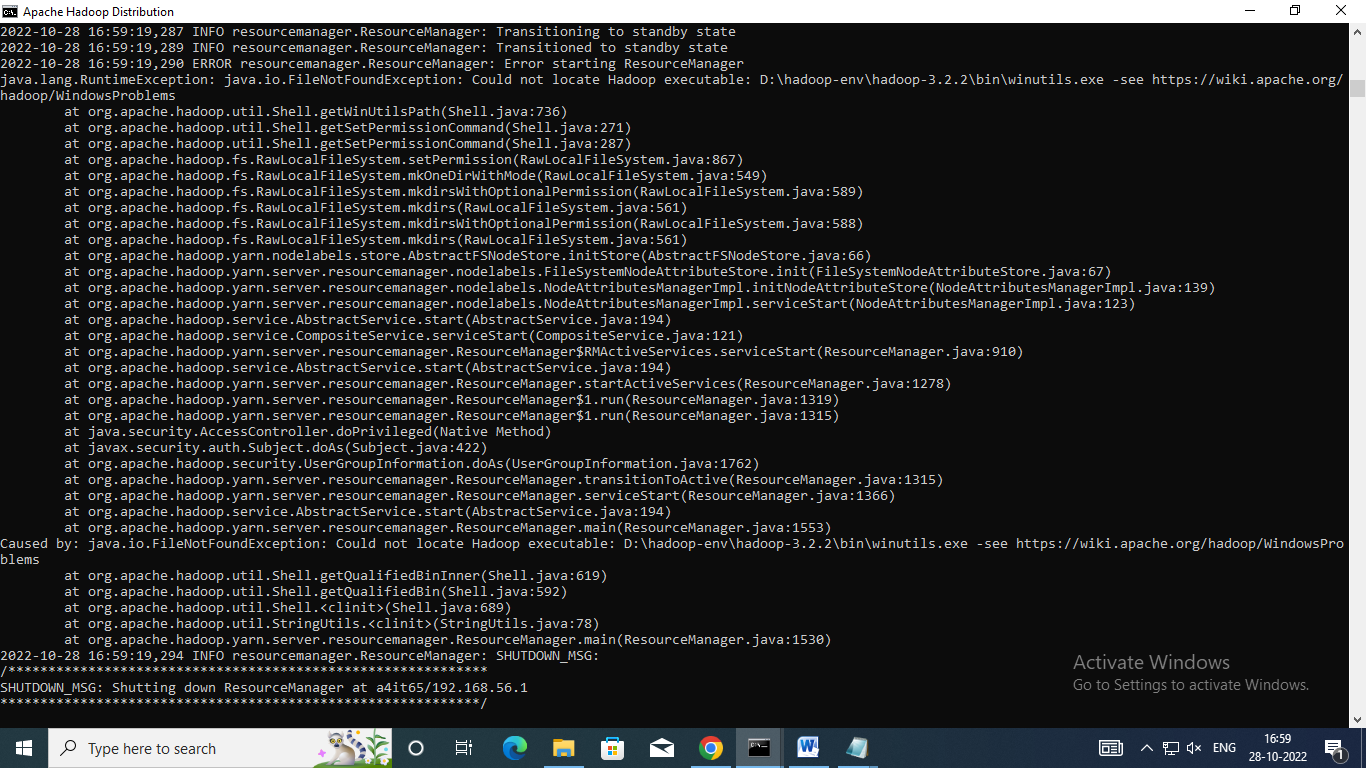 Apache Hadoop Distribution
2022-10-28 16:59:19,287 INFO resourcemanager.ResourceManager: Transitioning to standby state
2022-10-28 16:59:19,289 INFO resourcemanager.ResourceManager: Transitioned to standby state
2022-10-28 16:59:19,290 ERROR resourcemanager.ResourceManager: Error starting ResourceManager
java.lang.RuntimeException: java.io.FileNotFoundException: Could not locate Hadoop executable: D:\hadoop-env\hadoop-3.2.2\bin\winutils.exe -see https://wiki.apache.org/
hadoop/WindowsProblems
at org.apache.hadoop.util.Shell.getWinUtilsPath(Shell.java:736)
at org.apache.hadoop.util.Shell.getSetPermissionCommand(Shell.java:271)
at org.apache.hadoop.util.Shell.getSetPermissionCommand(Shell.java:287)
at org.apache.hadoop.fs.RawLocalFileSystem.setPermission(RawLocalFileSystem.java:867)
at org.apache.hadoop.fs.RawLocalFileSystem.mkOneDirWithMode(RawLocalFileSystem.java:549)
at org.apache.hadoop.fs.RawLocalFileSystem.mkdirsWithOptionalPermission(RawLocalFileSystem.java:589)
at org.apache.hadoop.fs.RawLocalFileSystem.mkdirs(RawLocalFileSystem.java:561)
at org.apache.hadoop.fs.RawLocalFileSystem.mkdirsWithOptionalPermission(RawLocalFileSystem.java:588)
at org.apache.hadoop.fs.RawLocalFileSystem.mkdirs(RawLocalFileSystem.java:561)
at org.apache.hadoop.yarn.nodelabels.store.AbstractFSNodeStore.initStore(AbstractFSNodeStore.java:66)
at org.apache.hadoop.yarn.server.resourcemanager.nodelabels.FileSystemNodeAttributeStore.init(FileSystemNodeAttributeStore.java:67)
at org.apache.hadoop.yarn.server.resourcemanager.nodelabels.NodeAttributesManagerImpl.initNodeAttributeStore(NodeAttributesManagerImpl.java:139)
at org.apache.hadoop.yarn.server.resourcemanager.nodelabels.NodeAttributesManagerImpl.serviceStart(NodeAttributesManagerImpl.java:123)
at org.apache.hadoop.service.AbstractService.start(AbstractService.java:194)
at org.apache.hadoop.service.CompositeService.serviceStart(CompositeService.java:121)
at org.apache.hadoop.yarn.server.resourcemanager.ResourceManager$RMActiveServices.serviceStart(ResourceManager.java:910)
at org.apache.hadoop.service.AbstractService.start(AbstractService.java:194)
at org.apache.hadoop.yarn.server.resourcemanager.ResourceManager.startActiveServices(ResourceManager.java:1278)
at org.apache.hadoop.yarn.server.resourcemanager.ResourceManager$1.run(ResourceManager.java:1319)
at org.apache.hadoop.yarn.server.resourcemanager.ResourceManager$1.run(ResourceManager.java:1315)
at java.security.AccessController.doPrivileged(Native Method)
at javax.security.auth.Subject.doAs(Subject.java:422)
at org.apache.hadoop.security.UserGroupInformation.doAs(UserGroupInformation.java:1762)
at org.apache.hadoop.yarn.server.resourcemanager.ResourceManager.transitionToActive(ResourceManager.java:1315)
at org.apache.hadoop.yarn.server.resourcemanager.ResourceManager.serviceStart(ResourceManager.java:1366)
at org.apache.hadoop.service.AbstractService.start(AbstractService.java:194)
at org.apache.hadoop.yarn.server.resourcemanager.ResourceManager.main(ResourceManager.java:1553)
Caused by: java.io.FileNotFoundException: Could not locate Hadoop executable: D:\hadoop-env\hadoop-3.2.2\bin\winutils.exe -see https://wiki.apache.org/hadoop/WindowsPro
blems
at org.apache.hadoop.util.Shell.getQualifiedBinInner(Shell.java:619)
at org.apache.hadoop.util.Shell.getQualifiedBin(Shell.java:592)
at org.apache.hadoop.util.Shell.<clinit>(Shell.java:689)
at org.apache.hadoop.util.StringUtils.<clinit>(StringUtils.java:78)
at org.apache.hadoop.yarn.server.resourcemanager.ResourceManager.main(ResourceManager.java:1530)
2022-10-28 16:59:19,294 INFO resourcemanager.ResourceManager: SHUTDOWN_MSG:
/************************************************************
SHUTDOWN_MSG: Shutting down ResourceManager at a4it65/192.168.56.1
************************************************************/
Activate Windows
Go to Settings to activate Windows.
Type here to search
ENG
16:59
28-10-2022
1